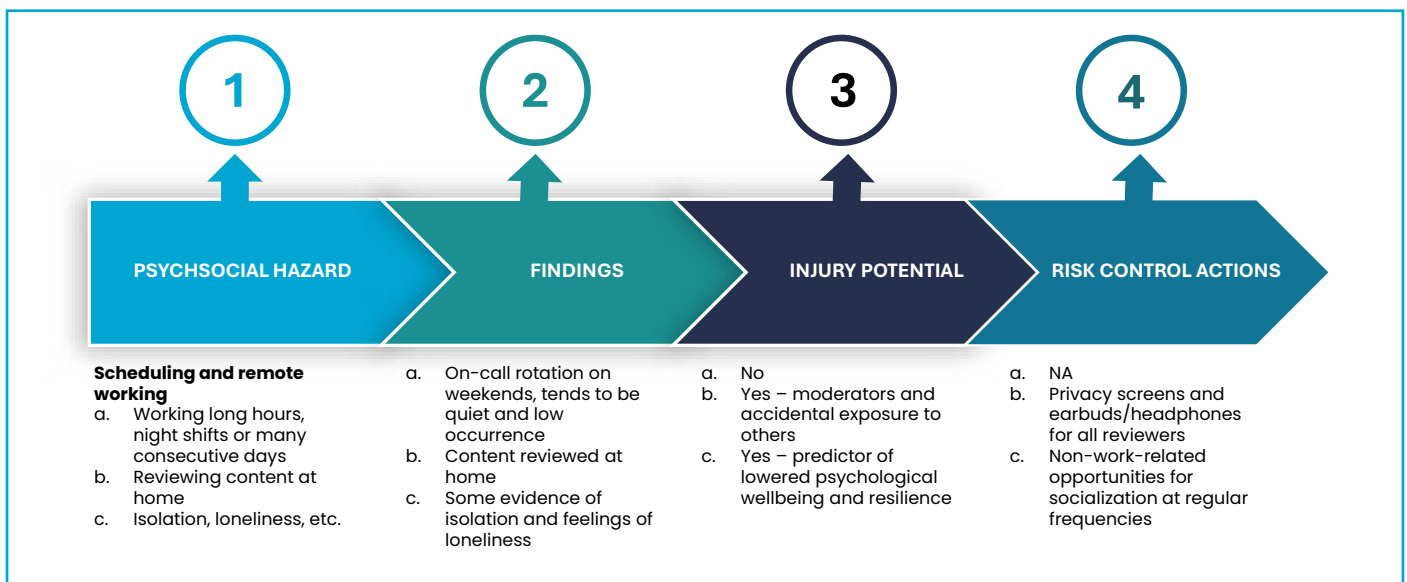 1
2
3
4
PSYCHSOCIAL HAZARD
FINDINGS
INJURY POTENTIAL
RISK CONTROL ACTIONS
Scheduling and remote
working
a. Working long hours,
night shifts or many
consecutive days
b. Reviewing content at
home
c. Isolation, loneliness, etc.
a. On-call rotation on
weekends, tends to be
quiet and low
occurrence
b. Content reviewed at
home
c. Some evidence of
isolation and feelings of
loneliness
a. No
b. Yes – moderators and
accidental exposure to
others
c. Yes – predictor of
lowered psychological
wellbeing and resilience
a. NA
b. Privacy screens and
earbuds/headphones
for all reviewers
c. Non-work-related
opportunities for
socialization at regular
frequencies